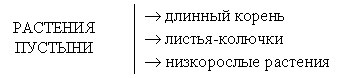 РАСТЕНИЯ
ПУСТЫНИ
→ длинный корень
→ листья-колючки
→ низкорослые растения